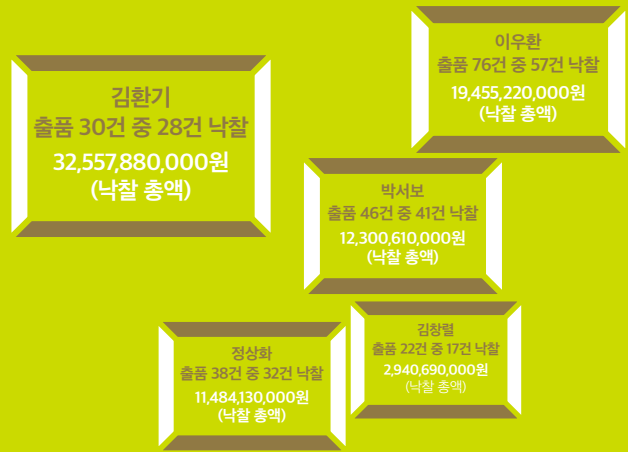 이우환
출품 76건 중 57건 낙찰
19,455,220,000원
(낙찰 총액)
김환기
출품 30건 중 28건 낙찰
32,557,880,000원
(낙찰 총액)
박서보
출품 46건 중 41건 낙찰
12,300,610,000원
(낙찰 총액)
김창렬
출품 22건 중 17건 낙찰
2,940,690,000원
(낙찰 총액)
정상화
출품 38건 중 32건 낙찰
11,484,130,000원
(낙찰 총액)